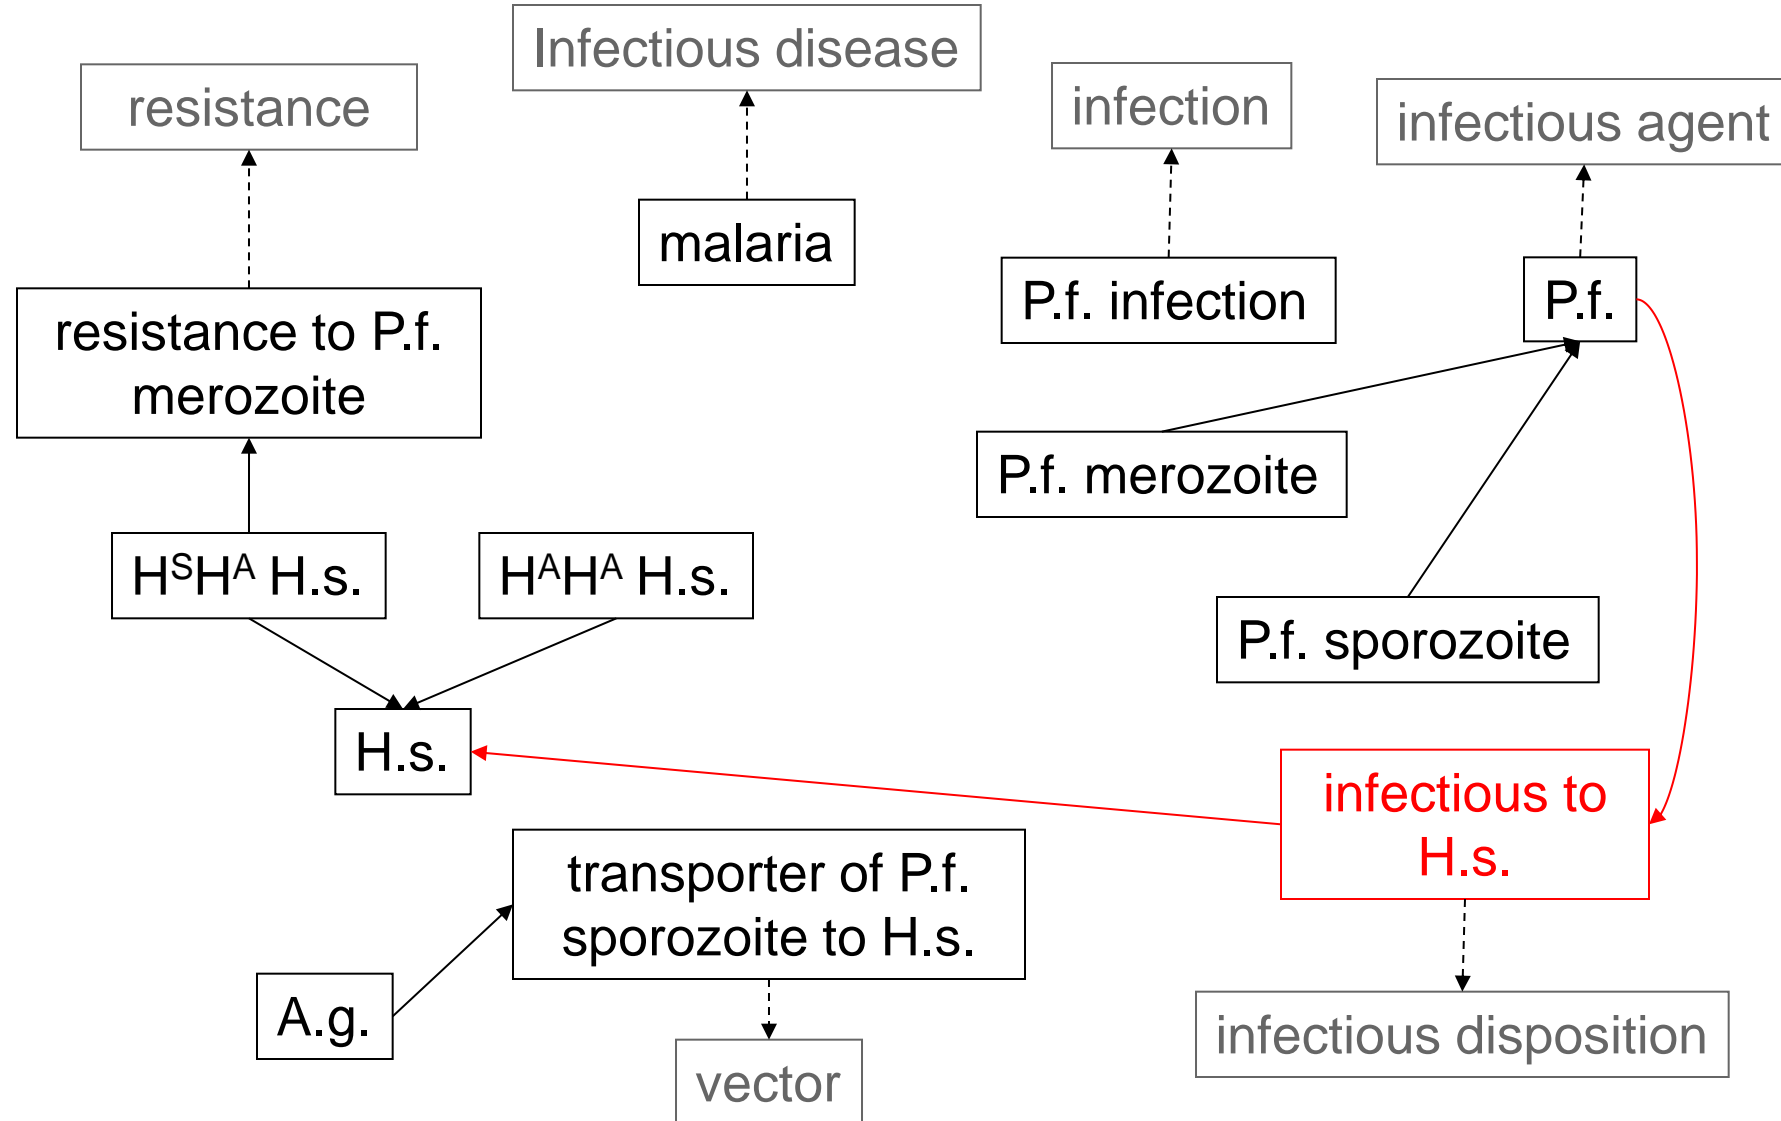 Infectious disease
resistance
infection
infectious agent
malaria
P.f. infection
P.f.
resistance to P.f.
merozoite
P.f. merozoite
HSHA H.s.
HAHA H.s.
P.f. sporozoite
H.s.
infectious to
H.s.
transporter of P.f.
sporozoite to H.s.
A.g.
infectious disposition
vector